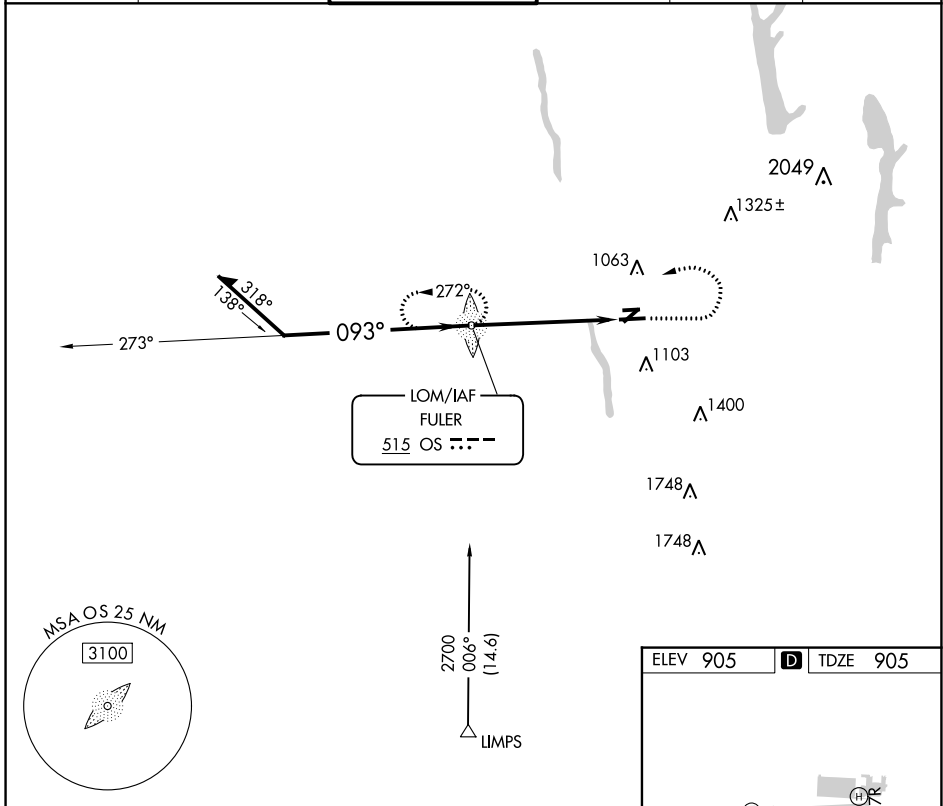 2049
1325±
1063
272°
318°
138°
093°
273°
1103
LOM/IAF
FULER
515 OS
1400
1748
1748
MSA OS 25 NM
3100
2700
006°
(14.6)
LIMPS
ELEV 905 D TDZE 905
H
7R